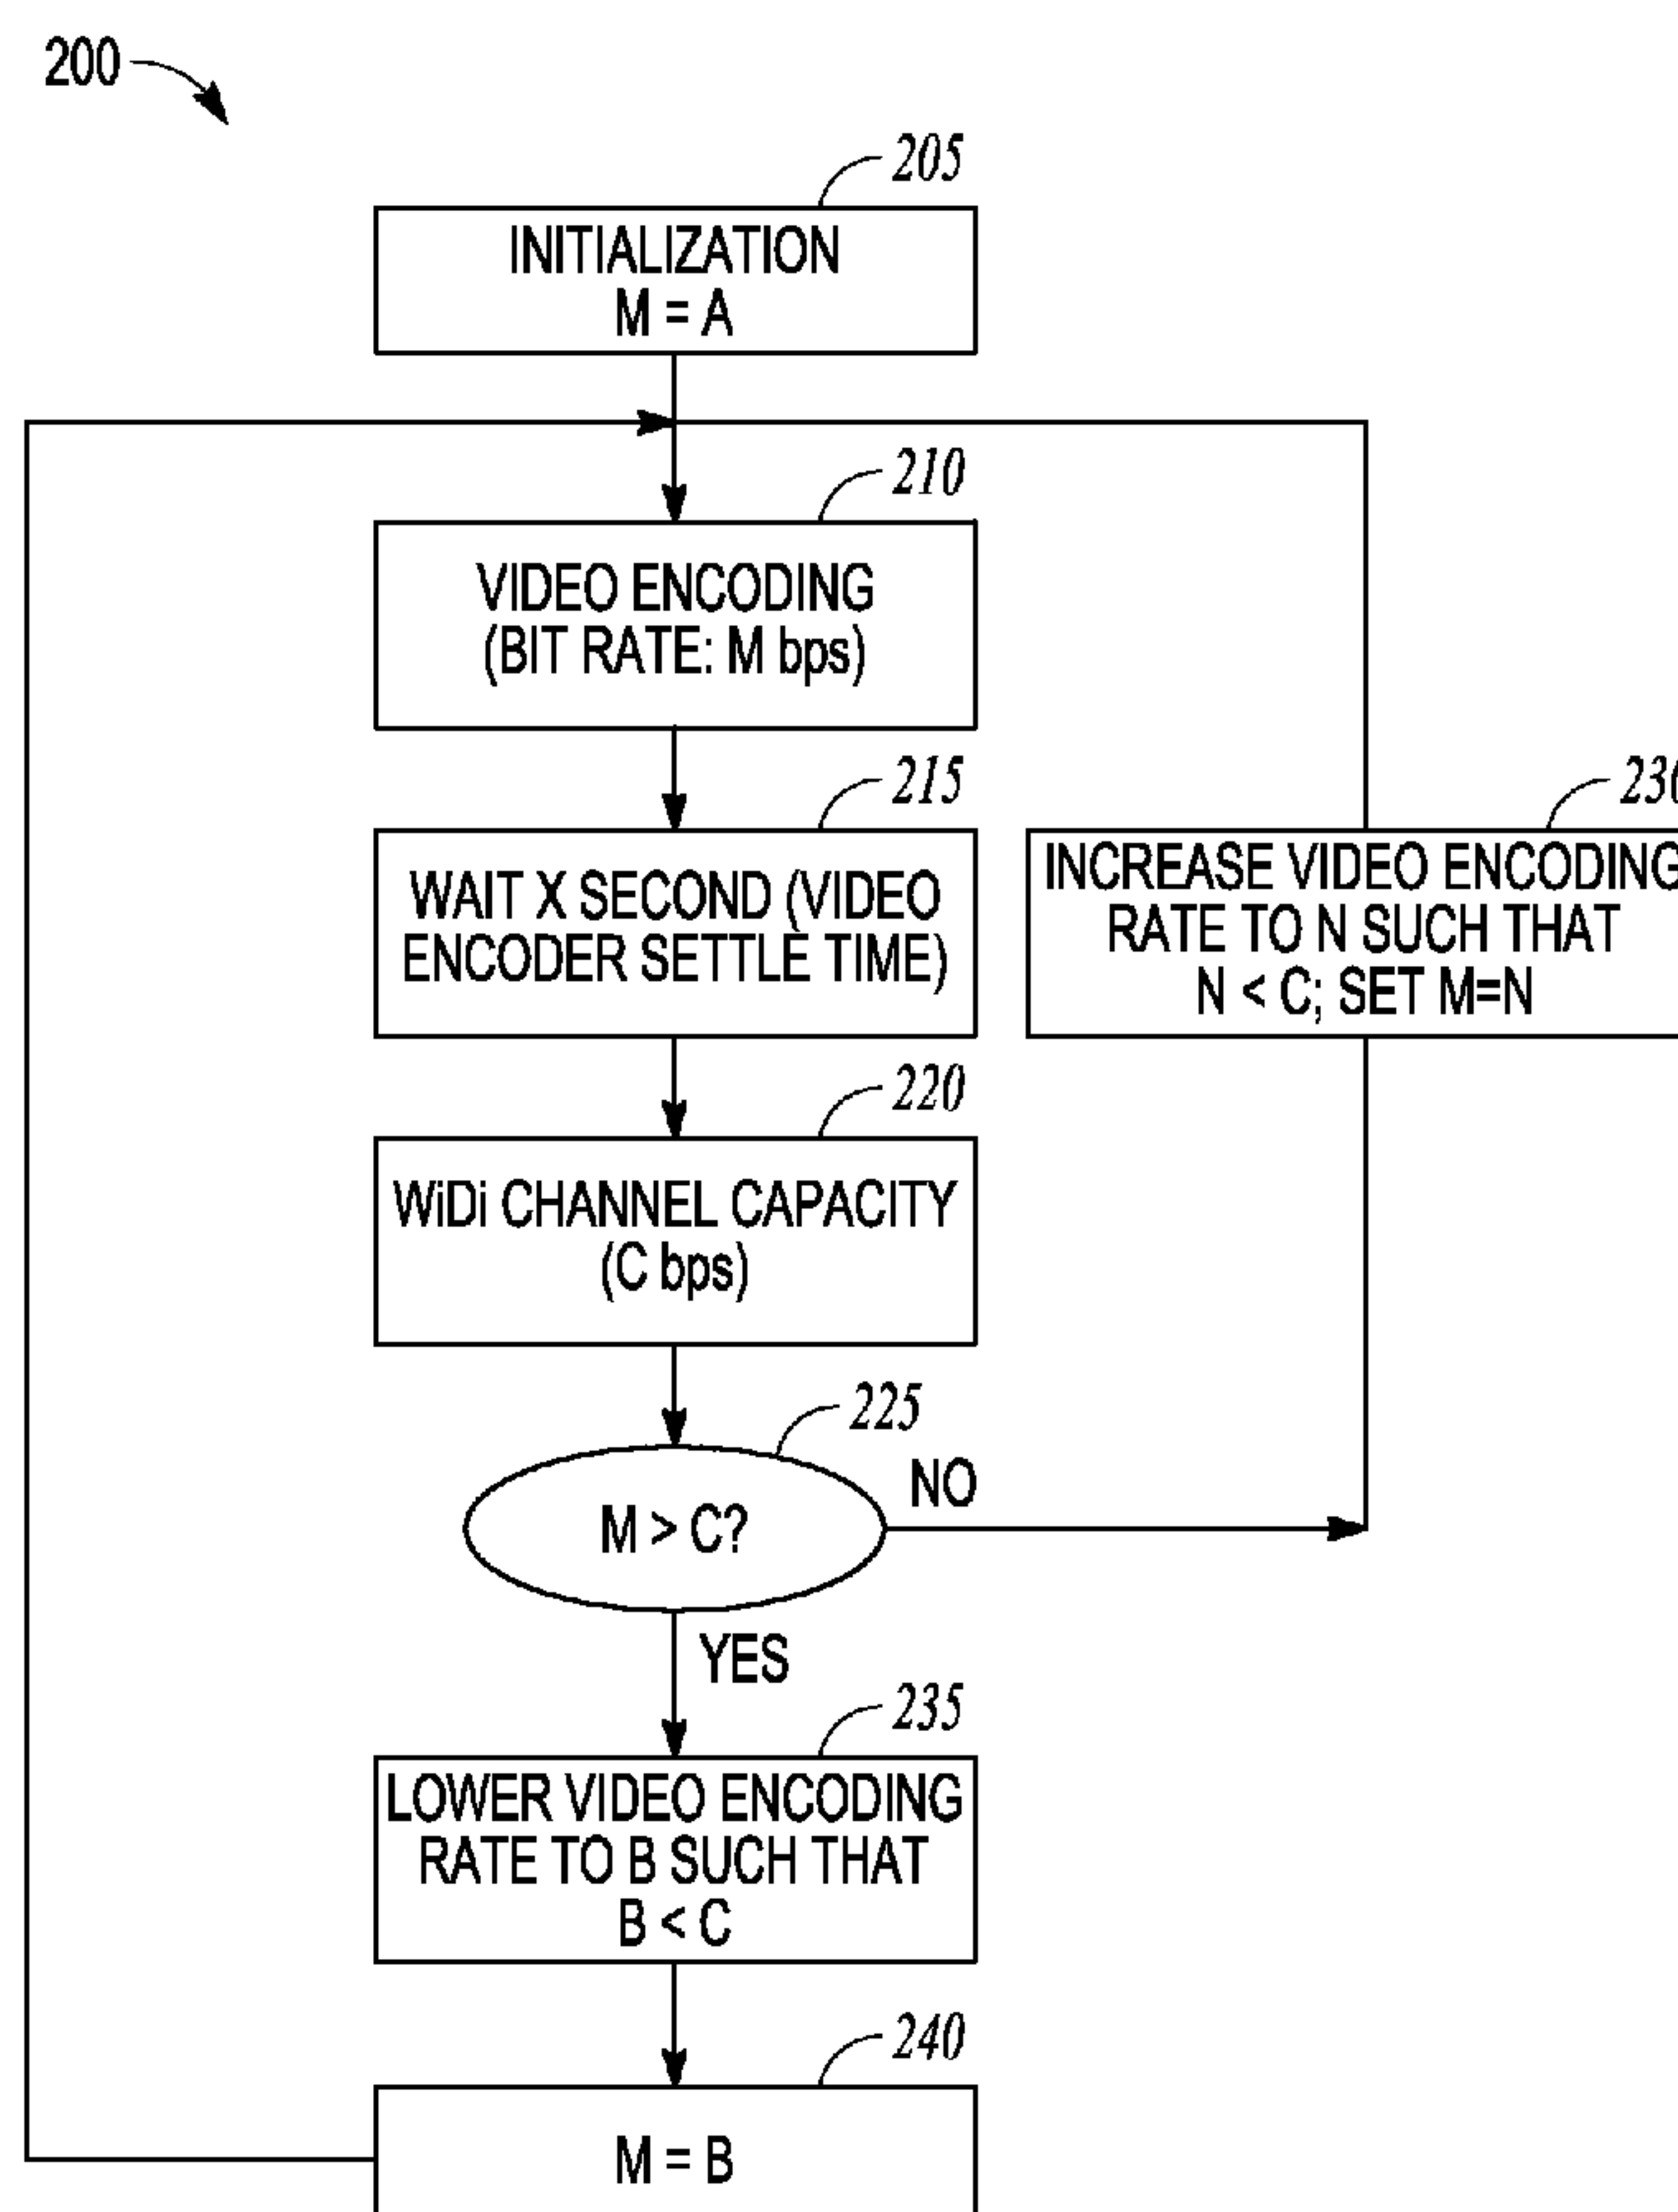 200
205
INITIALIZATION
M = A
210
VIDEO ENCODING
(BIT RATE: M bps)
215
WAIT X SECOND (VIDEO
ENCODER SETTLE TIME)
INCREASE VIDEO ENCODING
RATE TO N SUCH THAT
N < C; SET M=N
220
WiDi CHANNEL CAPACITY
(C bps)
225
M > C?
NO
YES
235
LOWER VIDEO ENCODING
RATE TO B SUCH THAT
B < C
240
M = B